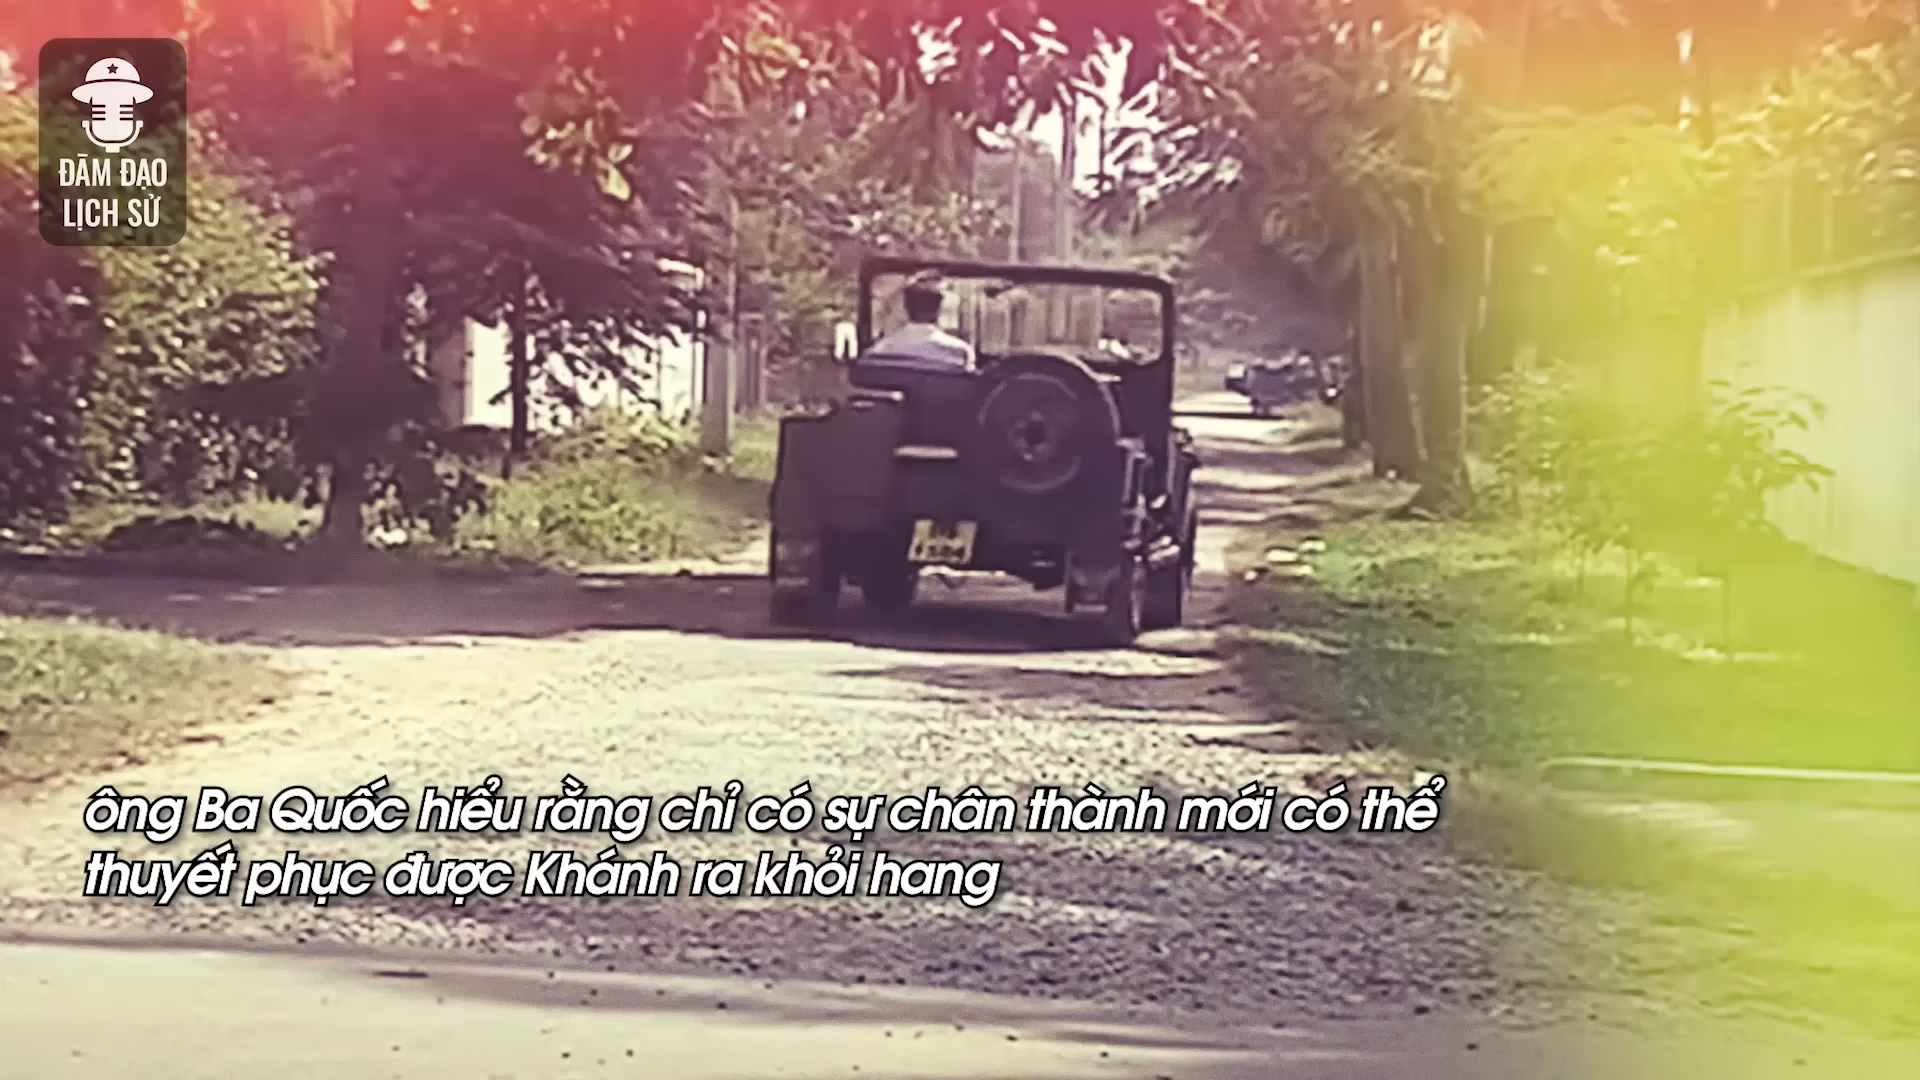 ĐÀM ĐẠO
LỊCH SỬ
ông Ba Quốc hiểu rằng chỉ có sự chân thành mới có thể
thuyết phục được Khánh ra khỏi hang